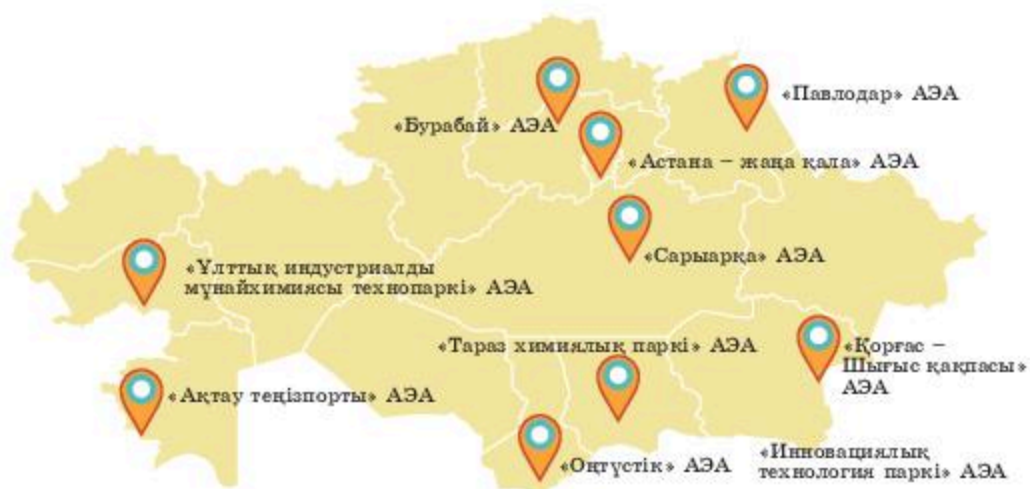 «Павлодар» АЭА
«Бурабай» АЭА
«Астана – жаңа қала» АЭА
«Сарыарқа» АЭА
«Ұлттық индустриалды
мұнайхимиясы технопаркі» АЭА
«Тараз химиялық паркі» АЭА
«Қорғас –
Шығыс қақпасы»
АЭА
«Ақтау теңізпорты» АЭА
«Оңтүстік» АЭА
«Инновациялық
технология паркі» АЭА